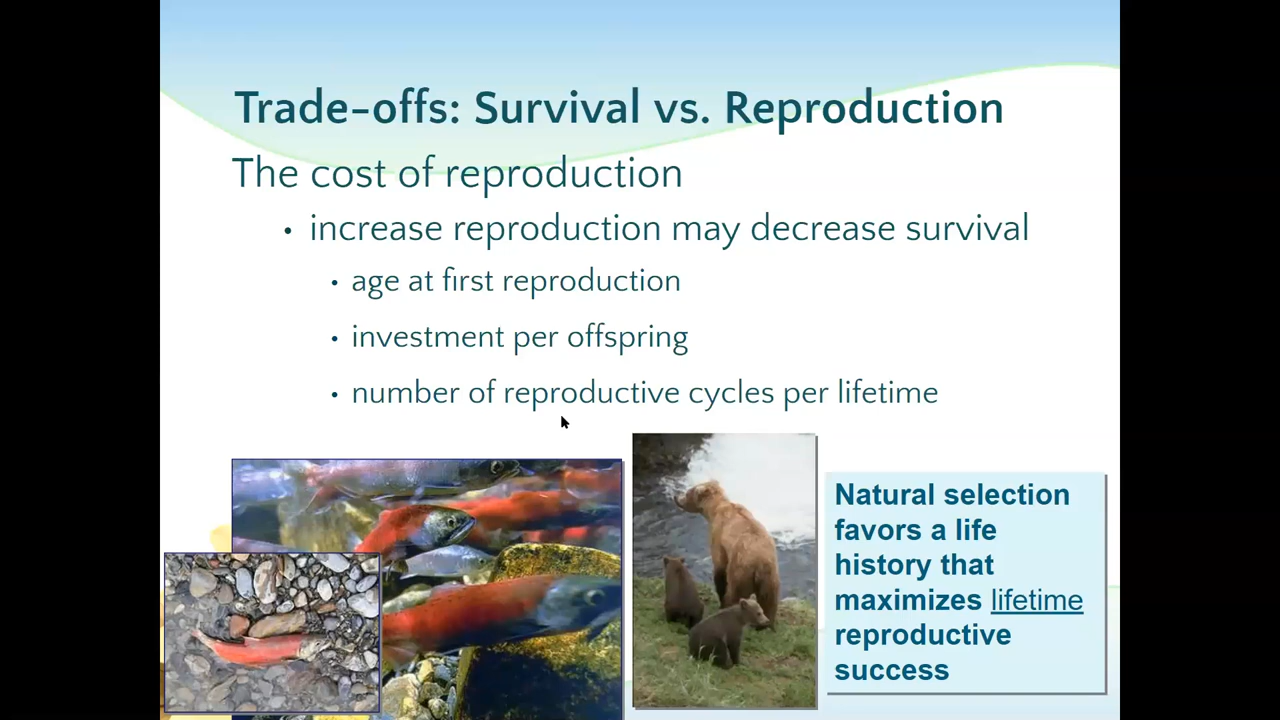 Trade-offs: Survival vs. Reproduction
The cost of reproduction
• increase reproduction may decrease survival
• age at first reproduction
• investment per offspring
• number of reproductive cycles per lifetime
Natural selection
favors a life
history that
maximizes lifetime
reproductive
success